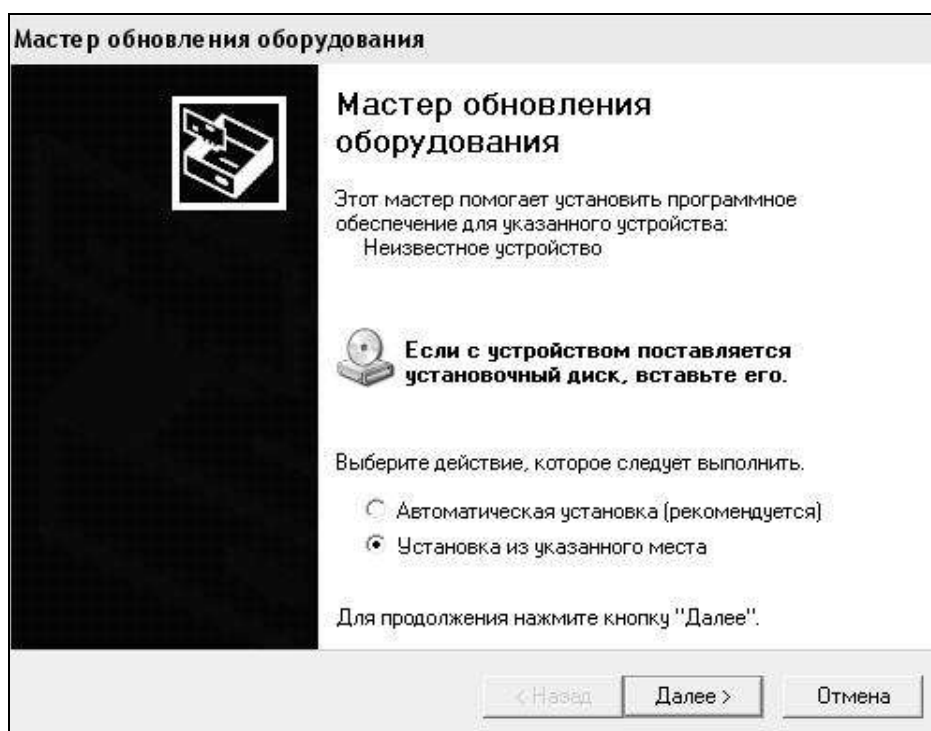 Мастер обновления оборудования
Мастер обновления
оборудования
Этот мастер помогает установить программное
обеспечение для указанного устройства:
Неизвестное устройство
Если с устройством поставляется
установочный диск, вставьте его.
Выберите действие, которое следует выполнить.
Автоматическая установка (рекомендуется)
Установка из указанного места
Для продолжения нажмите кнопку "Далее".
< Назад Далее > Отмена